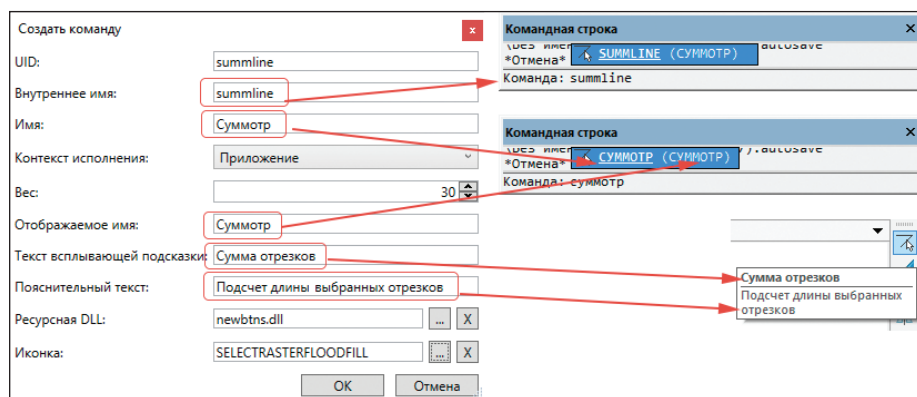 Создать команду
UID:
summline
Внутреннее имя:
summline
Имя:
Суммотр
Контекст исполнения:
Приложение
Вес:
30
Отображаемое имя:
Суммотр
Текст всплывающей подсказки:
Сумма отрезков
Пояснительный текст:
Подсчет длины выбранных отрезков
Ресурсная DLL:
newbtns.dll
...
X
Иконка:
SELECTRASTERFLOODFILL
...
X
OK
Отмена
Командная строка
autosave
*Отмена*
SUMMLINE (СУММОТР)
Команда: summline
Командная строка
).autosave
*Отмена*
СУММОТР (СУММОТР)
Команда: суммотр
Сумма отрезков
Подсчет длины выбранных
отрезков